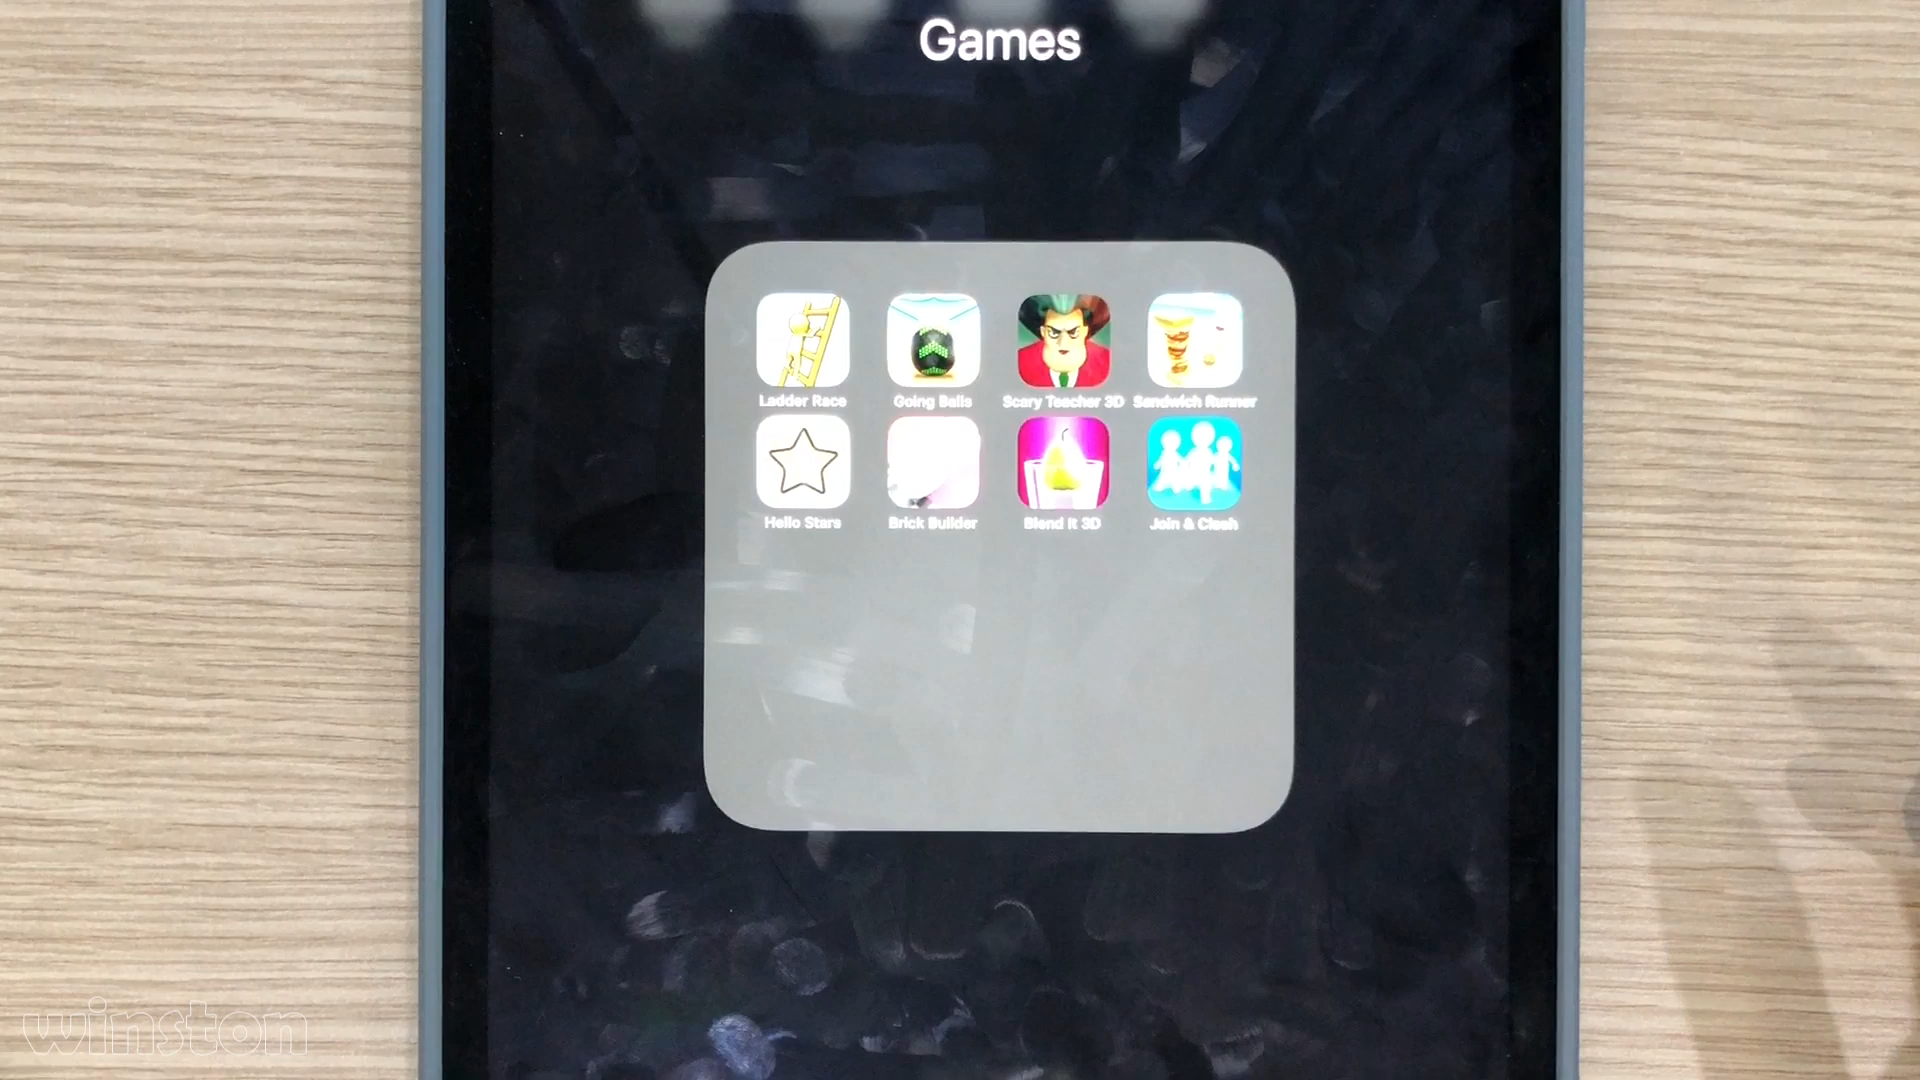 Games
Ladder Race
Going Balls
Scary Teacher 3D
Sandwich Runner
Hello Stars
Brick Builder
Blend It 3D
Join & Clash
winston